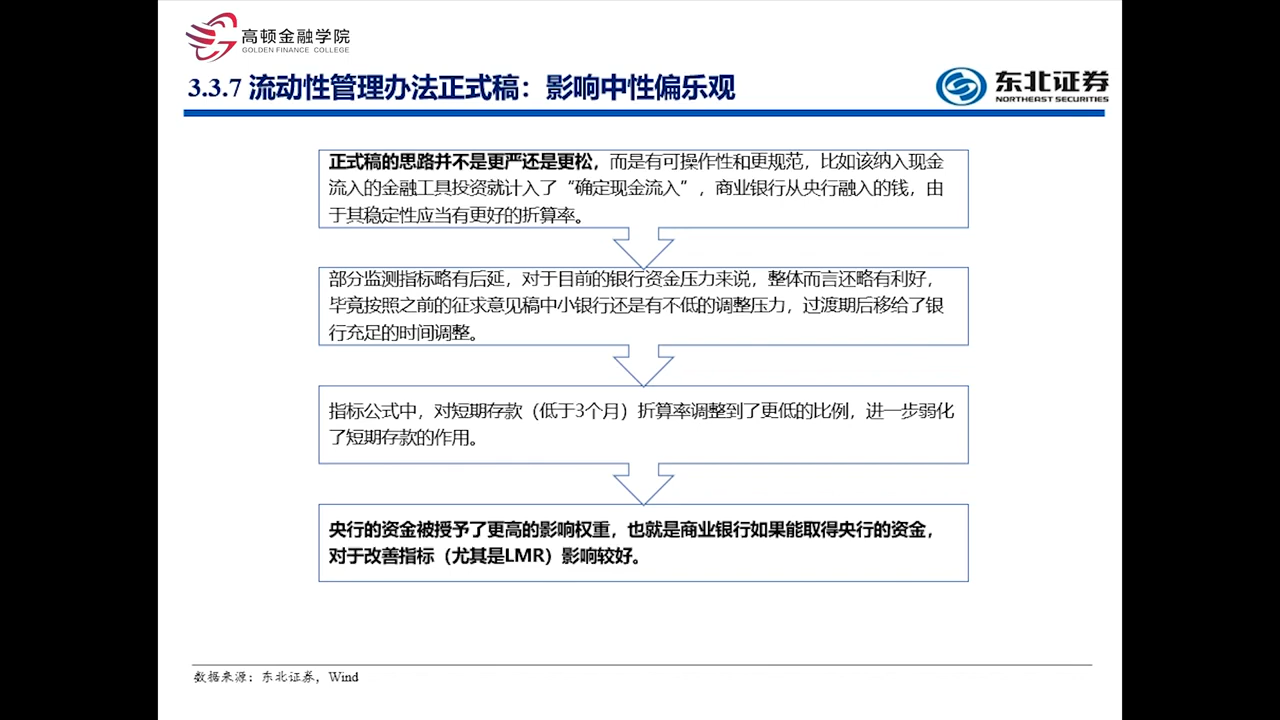 高顿金融学院
GOLDEN FINANCE COLLEGE
3.3.7 流动性管理办法正式稿：影响中性偏乐观
东北证券
NORTHEAST SECURITIES
正式稿的思路并不是更严还是更松，而是有可操作性和更规范，比如该纳入现金
流入的金融工具投资就计入了“确定现金流入”，商业银行从央行融入的钱，由
于其稳定性应当有更好的折算率。
部分监测指标略有后延，对于目前的银行资金压力来说，整体而言还略有利好，
毕竟按照之前的征求意见稿中小银行还是有不低的调整压力，过渡期后移给了银
行充足的时间调整。
指标公式中，对短期存款（低于3个月）折算率调整到了更低的比例，进一步弱化
了短期存款的作用。
央行的资金被授予了更高的影响权重，也就是商业银行如果能取得央行的资金，
对于改善指标（尤其是LMR）影响较好。
数据来源：东北证券，Wind